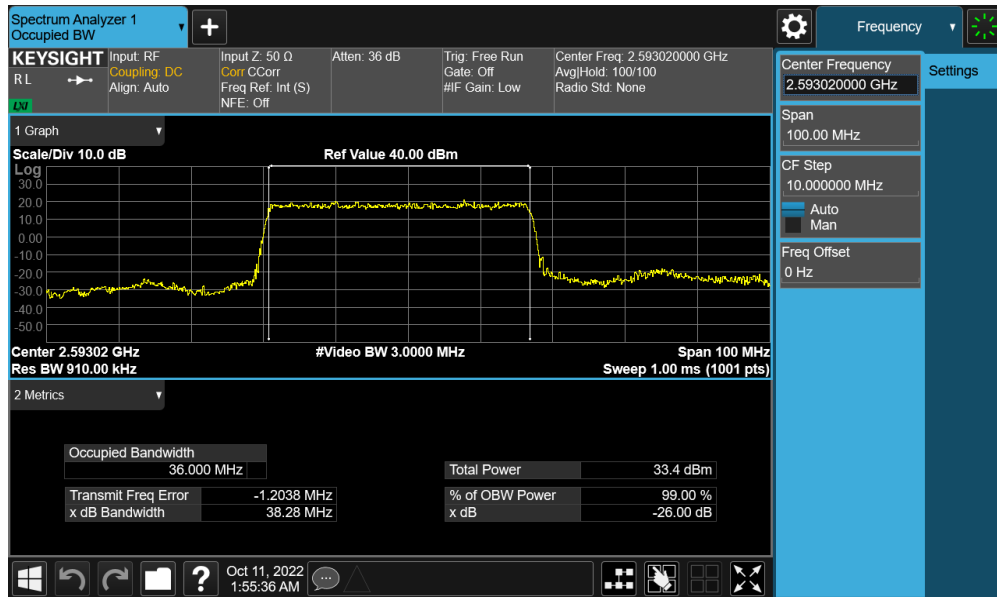 Spectrum Analyzer 1
Occupied BW
+
Frequency
KEYSIGHT
R L
LXI
Input: RF
Coupling: DC
Align: Auto
Input Z: 50 Ω
Corr CCorr
Freq Ref: Int (S)
NFE: Off
Atten: 36 dB
Trig: Free Run
Gate: Off
#IF Gain: Low
Center Freq: 2.593020000 GHz
Avg|Hold: 100/100
Radio Std: None
Center Frequency
2.593020000 GHz
Settings
Span
100.00 MHz
CF Step
10.000000 MHz
Auto
Man
Freq Offset
0 Hz
1 Graph
Scale/Div 10.0 dB
Ref Value 40.00 dBm
Log
30.0
20.0
10.0
0.00
-10.0
-20.0
-30.0
-40.0
-50.0
Center 2.59302 GHz
#Video BW 3.0000 MHz
Span 100 MHz
Res BW 910.00 kHz
Sweep 1.00 ms (1001 pts)
2 Metrics
Occupied Bandwidth
36.000 MHz
Total Power 33.4 dBm
Transmit Freq Error -1.2038 MHz
% of OBW Power 99.00 %
x dB Bandwidth 38.28 MHz
x dB -26.00 dB
?
Oct 11, 2022
1:55:36 AM